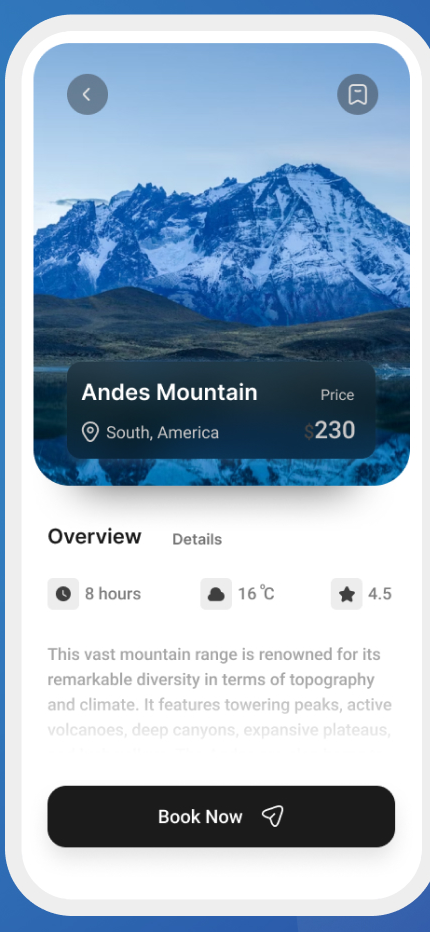 Andes Mountain
Price
South, America
$230
Overview
Details
8 hours
16 °C
4.5
This vast mountain range is renowned for its
remarkable diversity in terms of topography
and climate. It features towering peaks, active
volcanoes, deep canyons, expansive plateaus,
Book Now